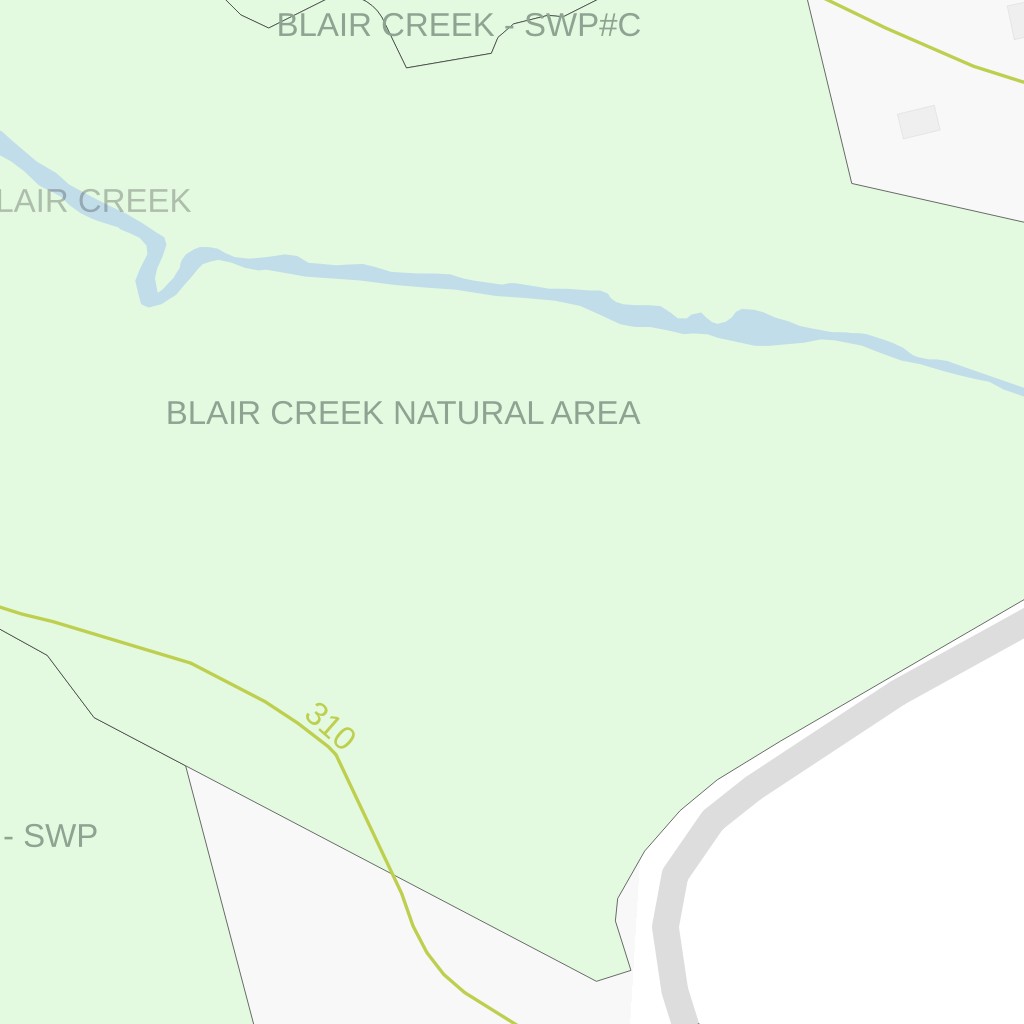 BLAIR CREEK - SWP#C
LAIR CREEK
BLAIR CREEK NATURAL AREA
310
- SWP